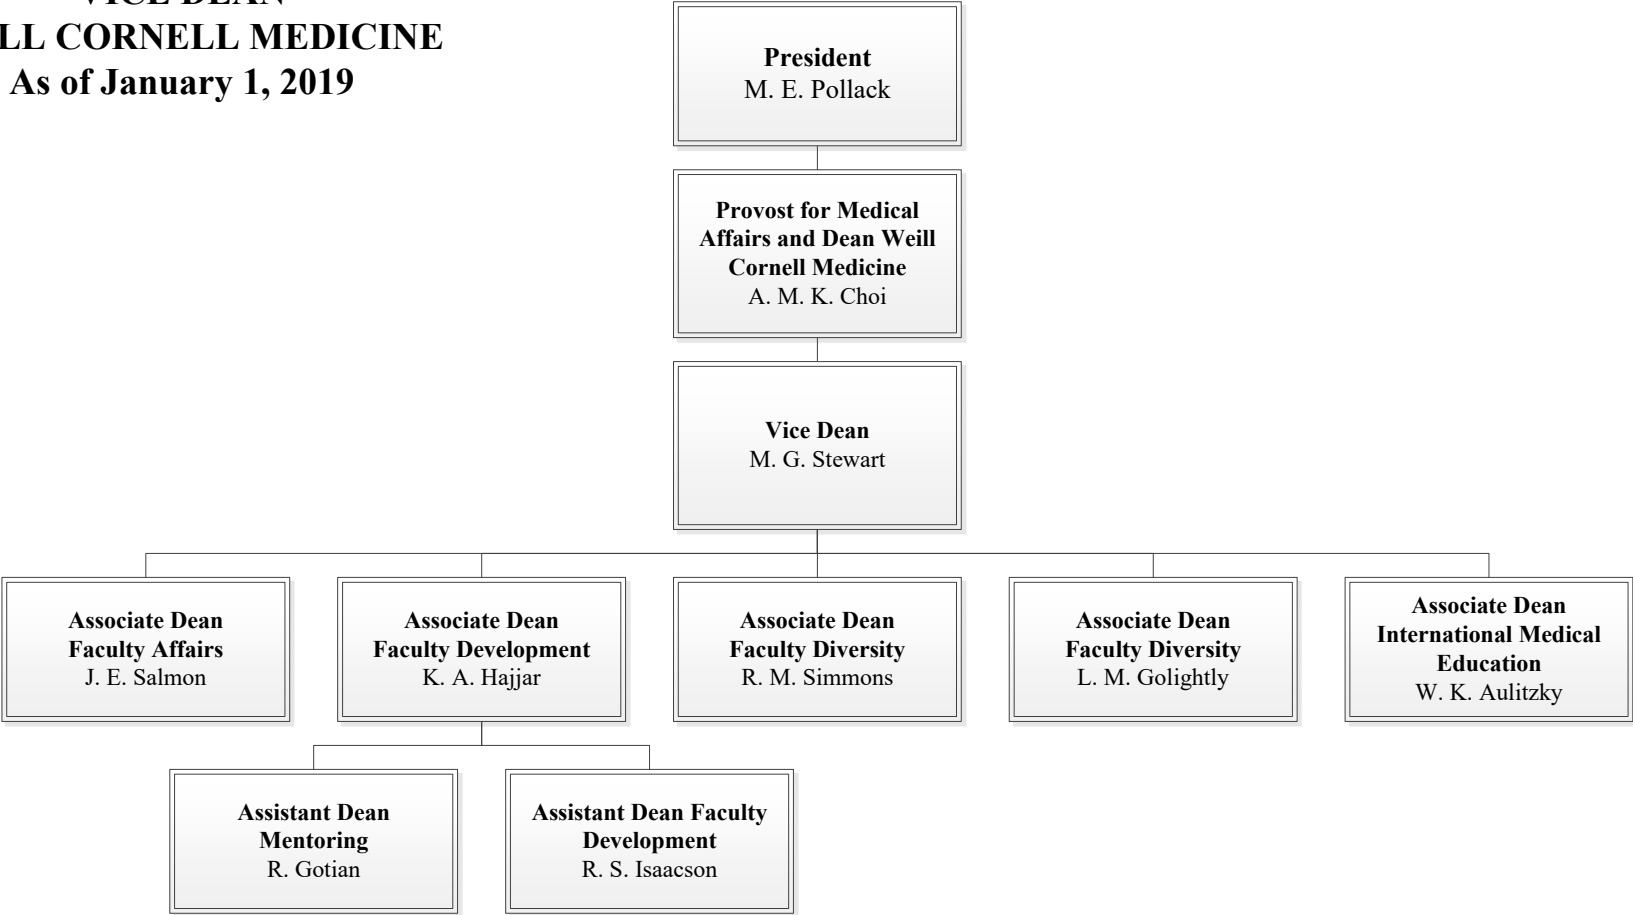 VICE DEAN
LL CORNELL MEDICINE
As of January 1, 2019
President
M. E. Pollack
Provost for Medical
Affairs and Dean Weill
Cornell Medicine
A. M. K. Choi
Vice Dean
M. G. Stewart
Associate Dean
Faculty Affairs
J. E. Salmon
Associate Dean
Faculty Development
K. A. Hajjar
Associate Dean
Faculty Diversity
R. M. Simmons
Associate Dean
Faculty Diversity
L. M. Golightly
Associate Dean
International Medical
Education
W. K. Aulitzky
Assistant Dean
Mentoring
R. Gotian
Assistant Dean Faculty
Development
R. S. Isaacson